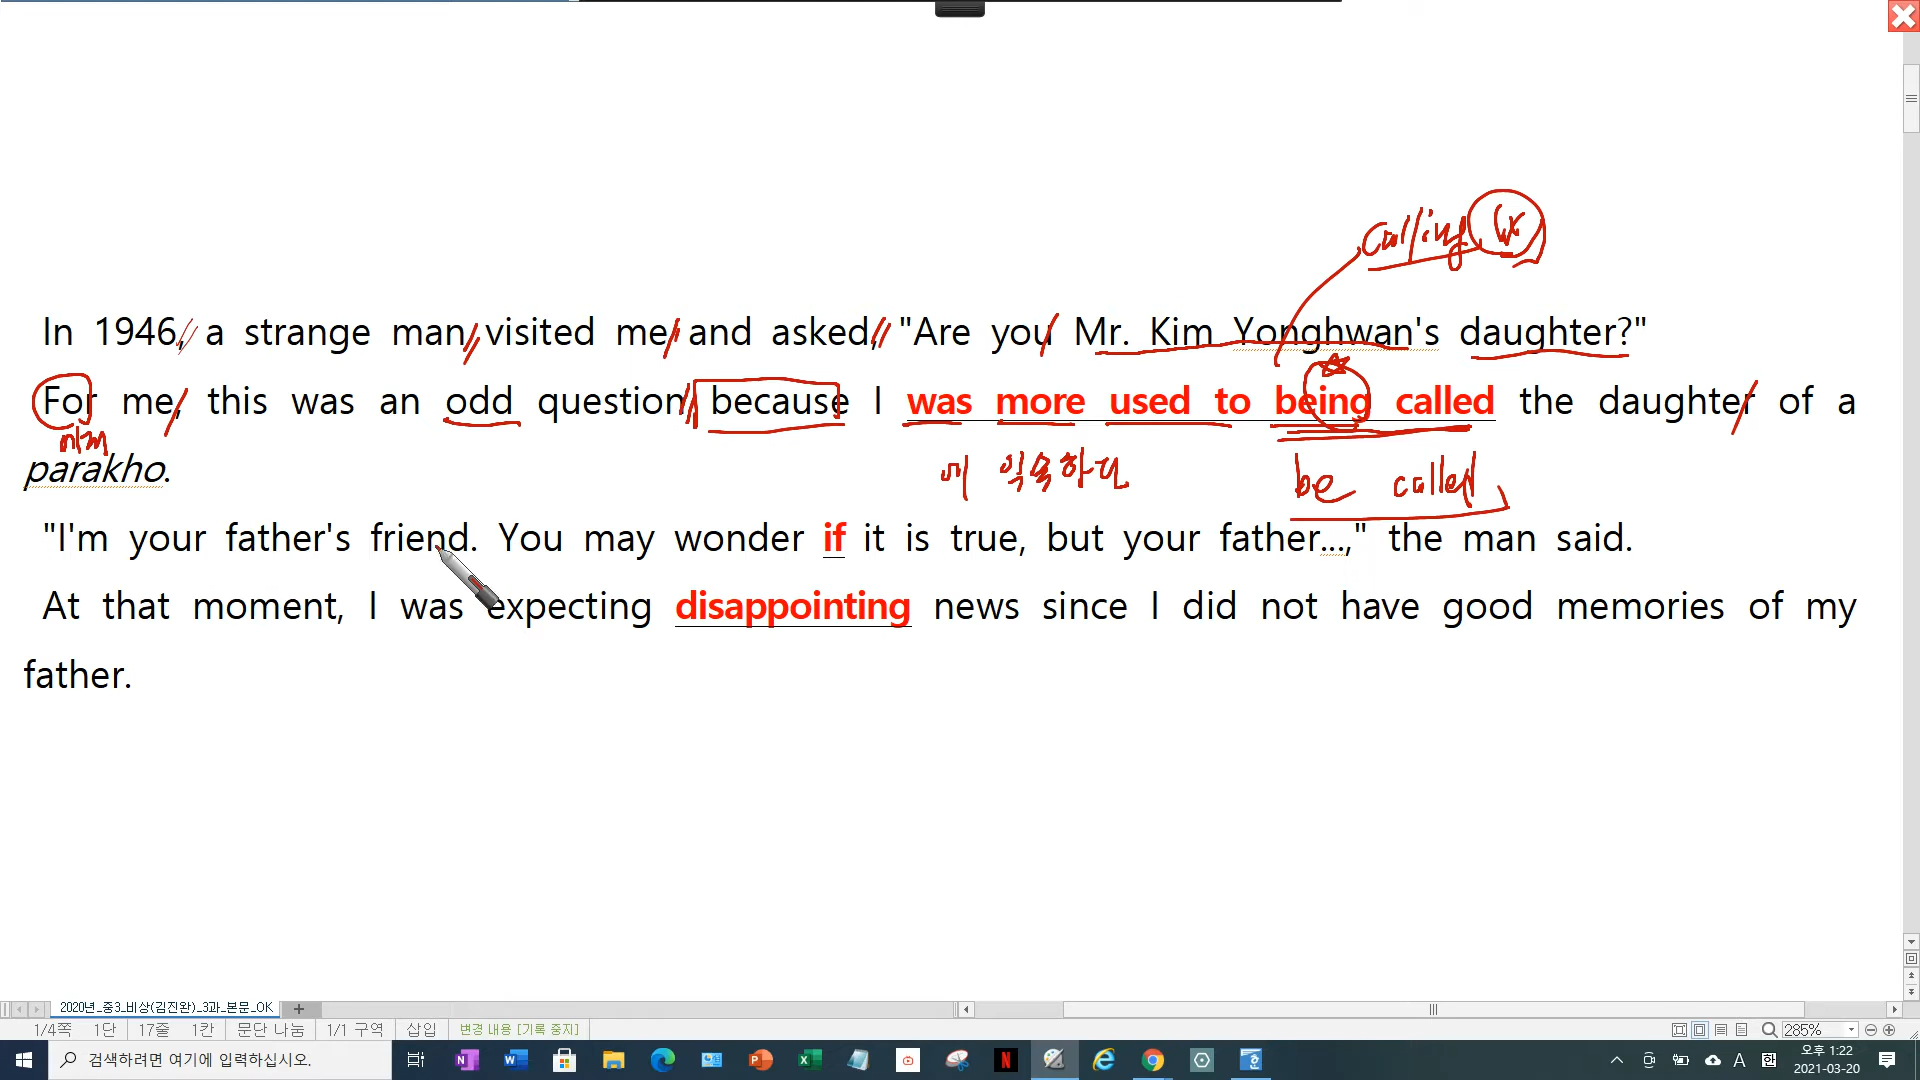 calling
In 1946, a strange man visited me and asked, "Are you Mr. Kim Yonghwan's daughter?"
For me, this was an odd question because I was more used to being called the daughter of a
parakho.
에 익숙하다
be called
"I'm your father's friend. You may wonder if it is true, but your father...," the man said.
At that moment, I was expecting disappointing news since I did not have good memories of my
father.
2020년_중3_비상(김진완)_3과_본문_OK
1/4쪽 1단 17줄 1칸 문단 나눔 1/1 구역 삽입 변경 내용 [기록 중지] 285%
검색하려면 여기에 입력하십시오.
A 한 오후 1:22
2021-03-20